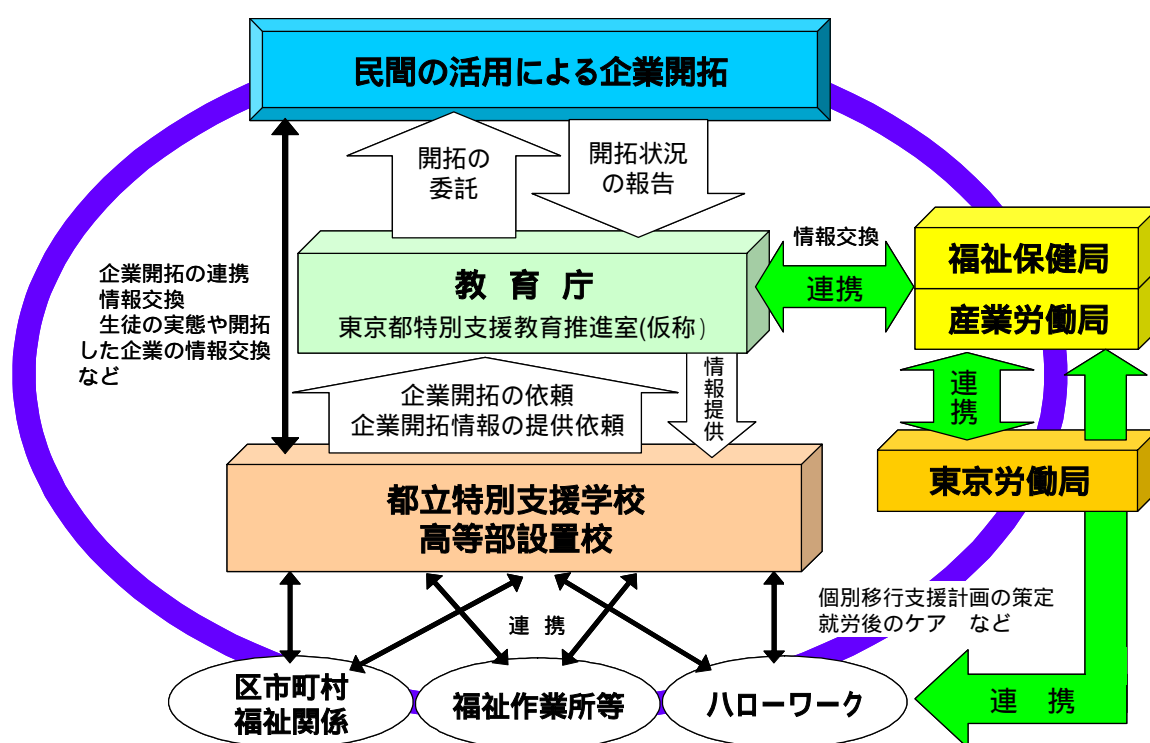 民間の活用による企業開拓
開拓の
委託
開拓状況
の報告
企業開拓の連携
情報交換
生徒の実態や開拓
した企業の情報交換
など
教 育 庁
東京都特別支援教育推進室(仮称)
情報交換
連携
福祉保健局
産業労働局
企業開拓の依頼
企業開拓情報の提供依頼
情報提供
連携
東京労働局
都立特別支援学校
高等部設置校
連 携
個別移行支援計画の策定
就労後のケア など
区市町村
福祉関係
福祉作業所等
ハローワーク
連 携